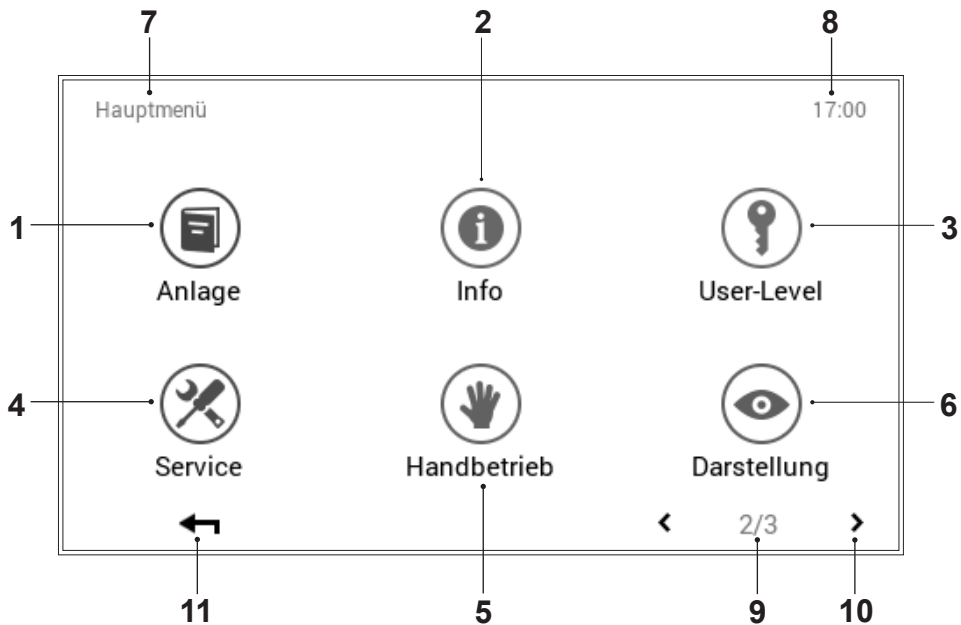 7 2 8
Hauptmenü 17:00
1 3
Anlage Info User-Level
4 6
Service Handbetrieb Darstellung
2/3
11 5 9 10